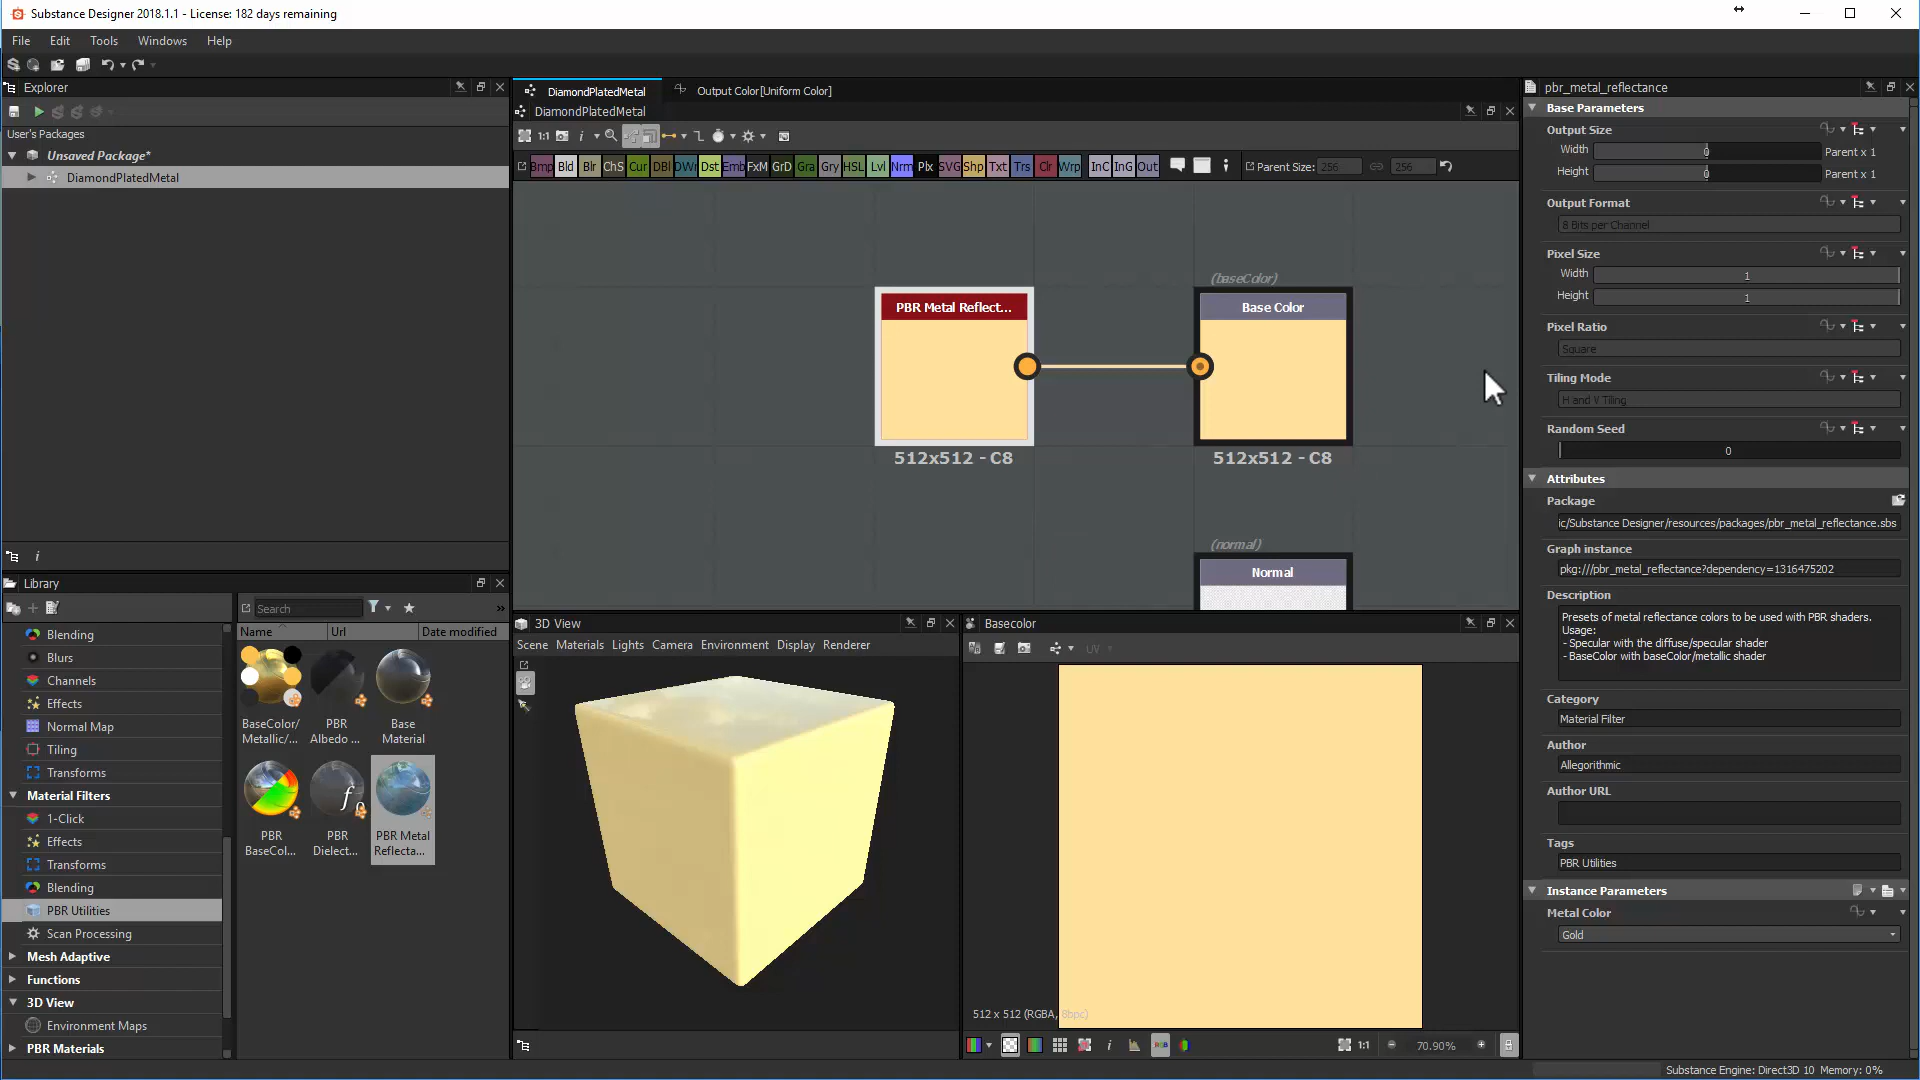 Substance Designer 2018.1.1 - License: 182 days remaining
File Edit Tools Windows Help
Explorer
User's Packages
Unsaved Package*
DiamondPlatedMetal
Library
Blending
Blurs
Channels
Effects
Normal Map
Tiling
Transforms
Material Filters
1-Click
Effects
Transforms
Blending
PBR Utilities
Scan Processing
Mesh Adaptive
Functions
3D View
Environment Maps
PBR Materials
Search
Name Url Date modified
BaseColor/
Metallic/...
PBR
Albedo ...
Base
Material
PBR
BaseCol...
PBR
Dielect...
PBR Metal
Reflecta...
DiamondPlatedMetal
Output Color[Uniform Color]
DiamondPlatedMetal
1:1
Bmp Bld Blr ChS Cur DBl DWr Dst Emb FxM GrD Gra Gry HSL Lvl Nrm Plx SVG Shp Txt Trs Clr Wrp InC InG Out
Parent Size: 256 256
PBR Metal Reflect...
512x512 - C8
(baseColor)
Base Color
512x512 - C8
(normal)
Normal
3D View
Scene Materials Lights Camera Environment Display Renderer
Basecolor
UV
512 x 512 (RGBA, 8bpc)
1:1
70.90%
pbr_metal_reflectance
Base Parameters
Output Size
Width 0 Parent x 1
Height 0 Parent x 1
Output Format
8 Bits per Channel
Pixel Size
Width 1
Height 1
Pixel Ratio
Square
Tiling Mode
H and V Tiling
Random Seed
0
Attributes
Package
ic/Substance Designer/resources/packages/pbr_metal_reflectance.sbs
Graph instance
pkg:///pbr_metal_reflectance?dependency=1316475202
Description
Presets of metal reflectance colors to be used with PBR shaders.
Usage:
- Specular with the diffuse/specular shader
- BaseColor with baseColor/metallic shader
Category
Material Filter
Author
Allegorithmic
Author URL
Tags
PBR Utilities
Instance Parameters
Metal Color
Gold
Substance Engine: Direct3D 10 Memory: 0%